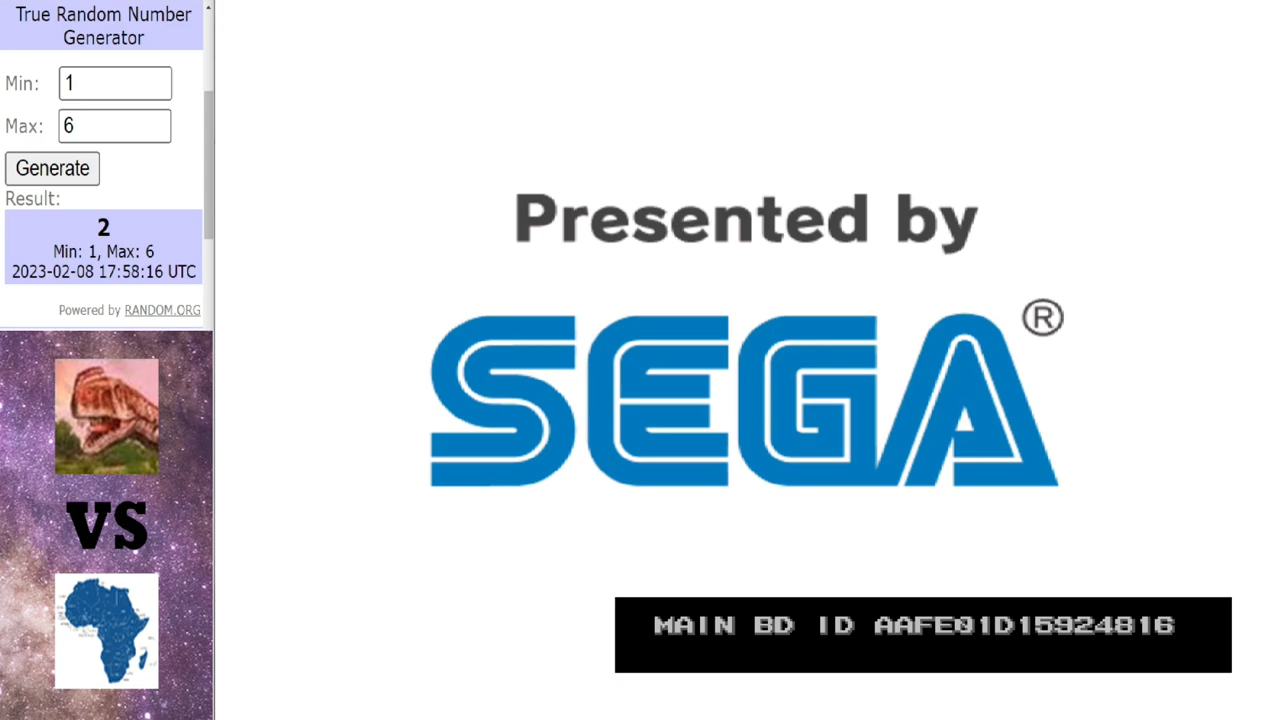 True Random Number
Generator
Min: 1
Max: 6
Generate
Result:
2
Min: 1, Max: 6
2023-02-08 17:58:16 UTC
Powered by RANDOM.ORG
VS
Presented by
SEGA®
MAIN BD ID AAFE01D15924816